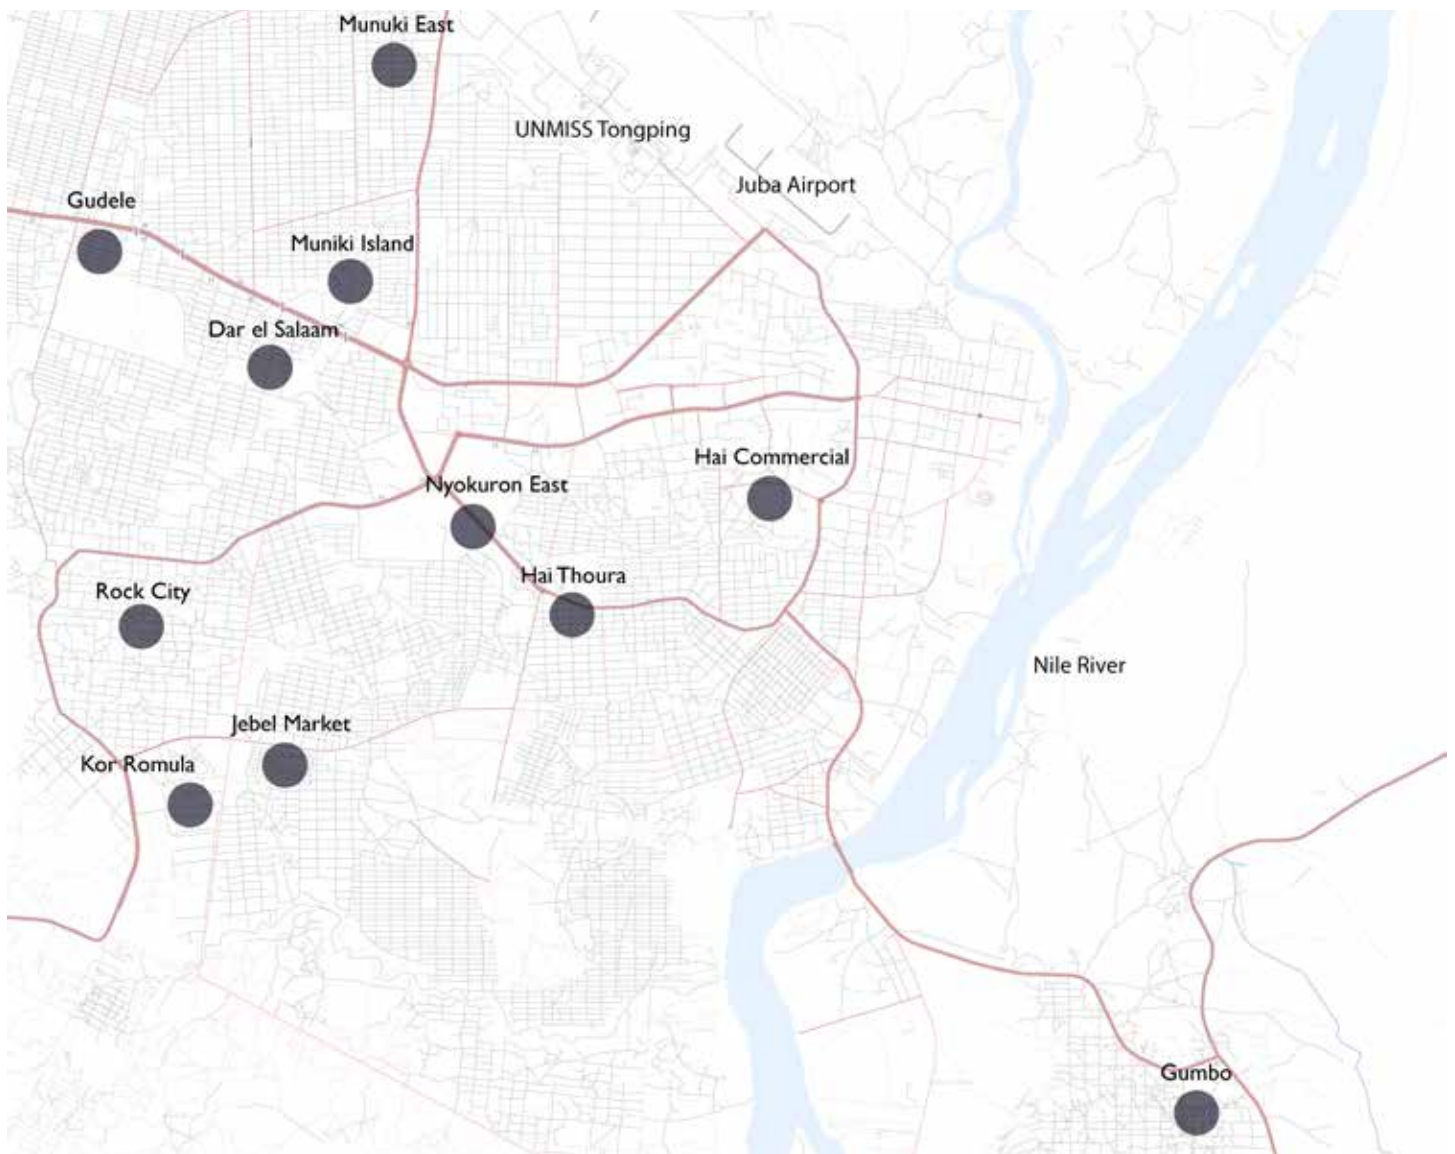 Munuki East
UNMISS Tongping
Juba Airport
Gudele
Muniki Island
Dar el Salaam
Hai Commercial
Nyokuron East
Hai Thoura
Rock City
Nile River
Jebel Market
Kor Romula
Gumbo